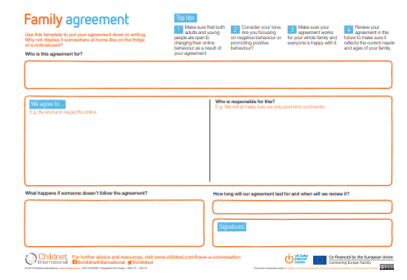 Family agreement
Use this template to put your agreement down in writing.
Why not display it somewhere at home like on the fridge
or a noticeboard?
Who is this agreement for?
Top tips
1 Make sure that both
adults and young
people are open to
changing their online
behaviour as a result of
your agreement.
2 Consider your tone.
Are you focusing
on negative behaviour or
promoting positive
behaviour?
3 Make sure your
agreement works
for your whole family and
everyone is happy with it.
4 Review your
agreement in the
future to make sure it
reflects the current needs
and ages of your family.
We agree to...
E.g. Be kind and respectful online.
Who is responsible for this?
E.g. We will all make sure we only post kind comments.
What happens if someone doesn't follow the agreement?
How long will our agreement last for and when will we review it?
Signatures
Childnet
International
For further advice and resources, visit www.childnet.com/have-a-conversation
childnetinternational @childnet
UK Safer
Internet
Centre
Co-financed by the European Union
Connecting Europe Facility